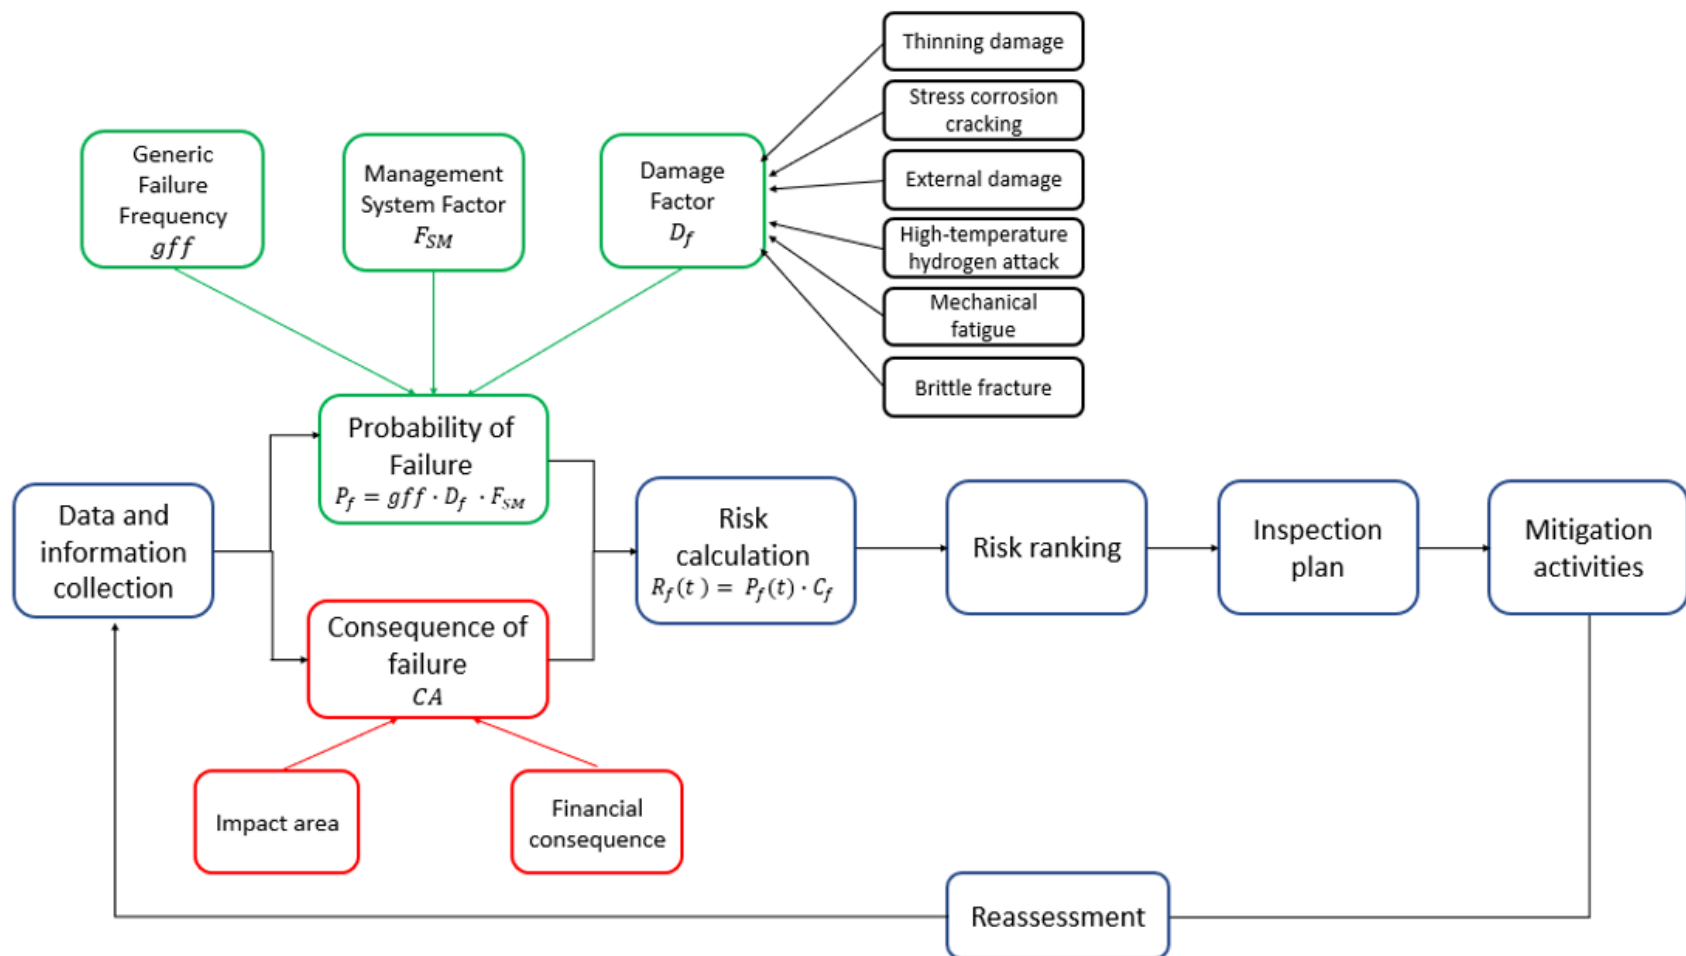 Thinning damage
Stress corrosion
cracking
External damage
High-temperature
hydrogen attack
Mechanical
fatigue
Brittle fracture
Generic
Failure
Frequency
gff
Management
System Factor
F_SM
Damage
Factor
D_f
Probability of
Failure
P_f = gff · D_f · F_SM
Data and
information
collection
Consequence of
failure
CA
Impact area
Financial
consequence
Risk
calculation
R_f(t) = P_f(t) · C_f
Risk ranking
Inspection
plan
Mitigation
activities
Reassessment